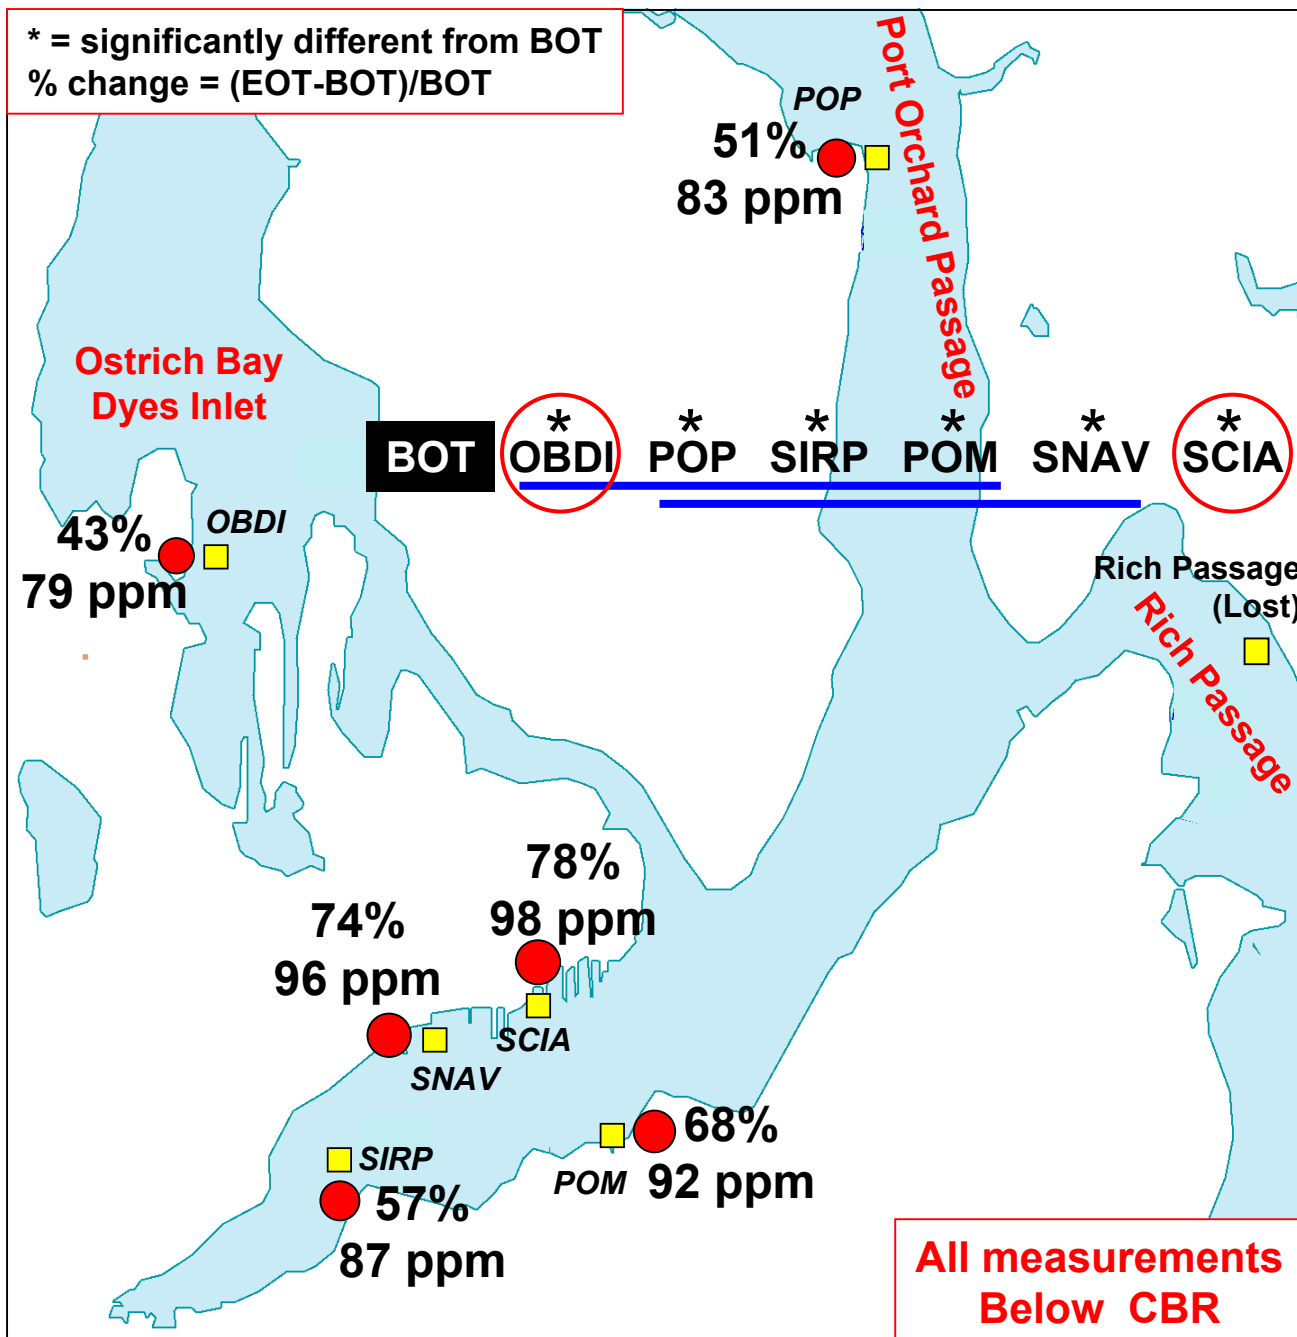 * = significantly different from BOT
% change = (EOT-BOT)/BOT
POP
51%
83 ppm
Port Orchard Passage
Ostrich Bay
Dyes Inlet
* * * * * *
BOT OBDI POP SIRP POM SNAV SCIA
OBDI
43%
79 ppm
Rich Passage
(Lost)
Rich Passage
78%
98 ppm
74%
96 ppm
SCIA
SNAV
68%
92 ppm
POM
SIRP
57%
87 ppm
All measurements
Below CBR